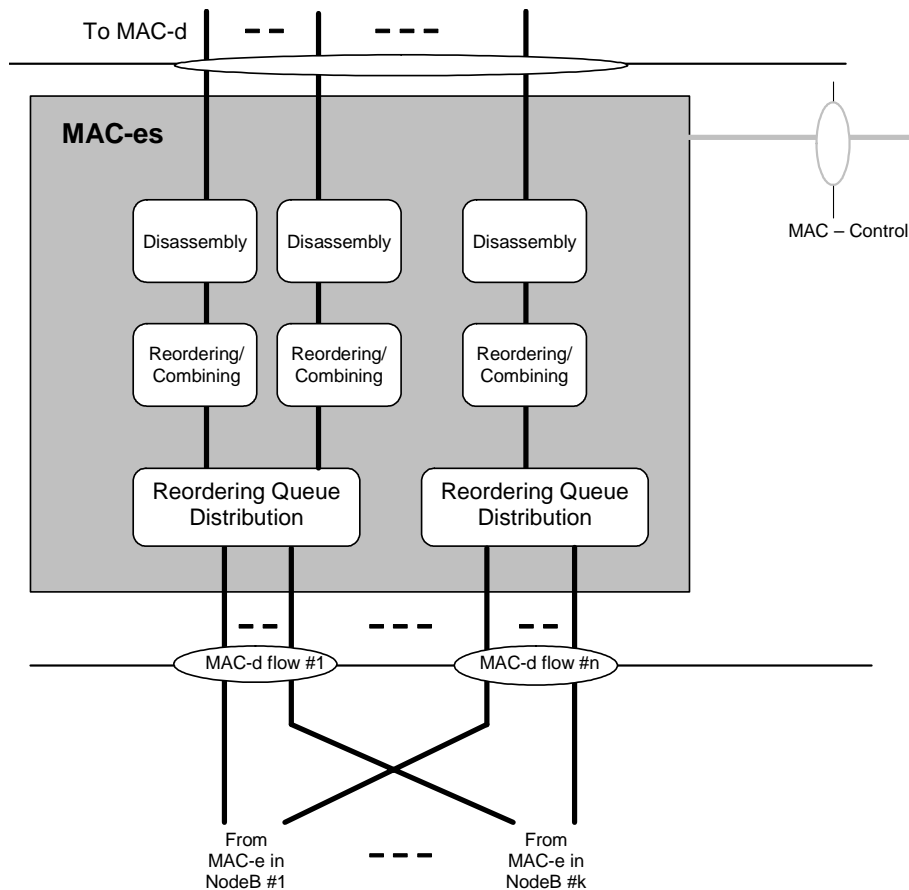 To MAC-d
MAC-es
MAC – Control
Disassembly
Disassembly
Disassembly
Reordering/
Combining
Reordering/
Combining
Reordering/
Combining
Reordering Queue
Distribution
Reordering Queue
Distribution
MAC-d flow #1
MAC-d flow #n
From
MAC-e in
NodeB #1
From
MAC-e in
NodeB #k